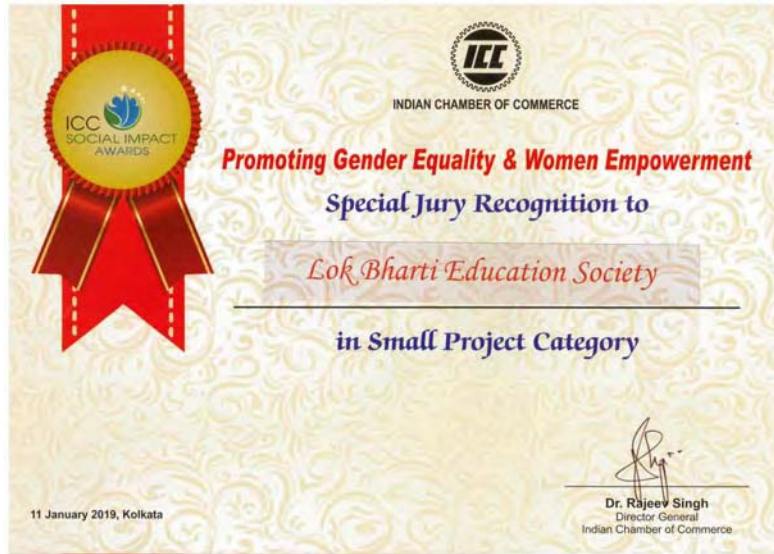 ICC
INDIAN CHAMBER OF COMMERCE
ICC
SOCIAL IMPACT
AWARDS
Promoting Gender Equality & Women Empowerment
Special Jury Recognition to
Lok Bharti Education Society
in Small Project Category
11 January 2019, Kolkata
Dr. Rajeev Singh
Director General
Indian Chamber of Commerce